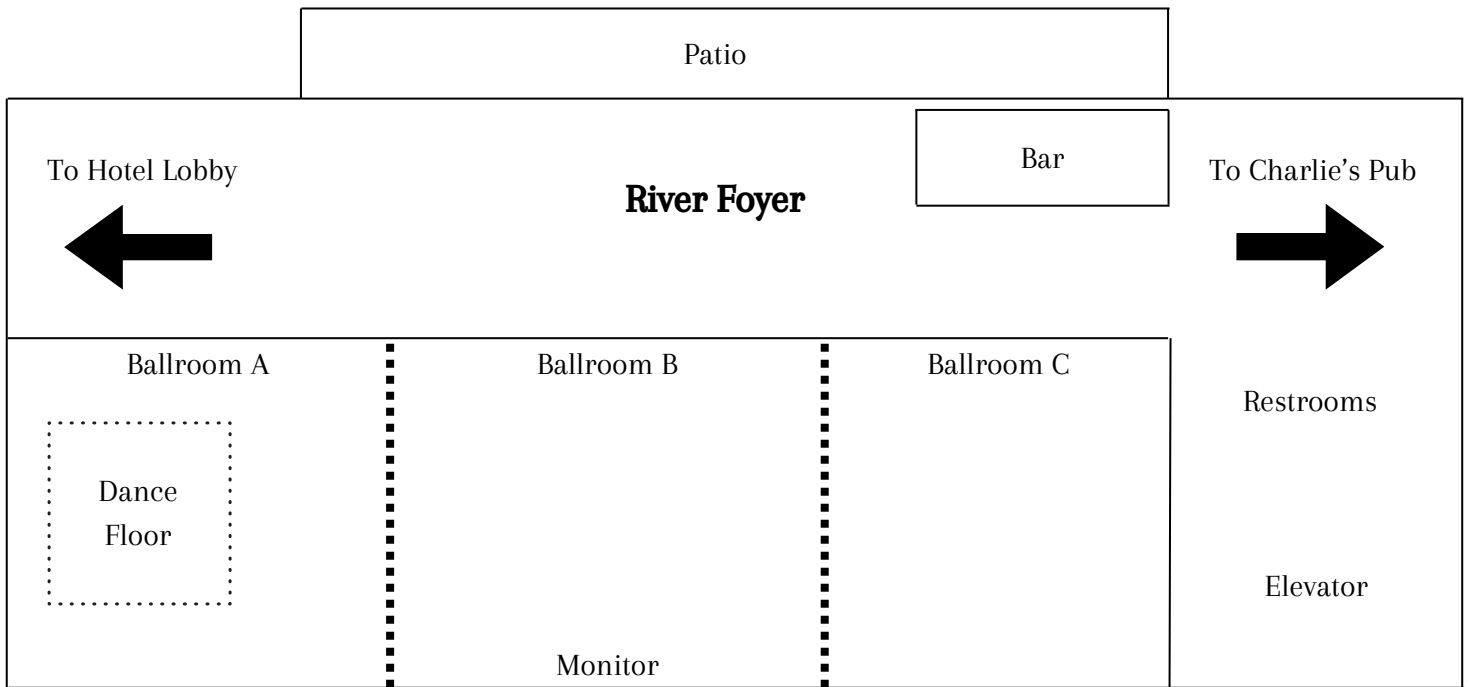 Patio
Bar
To Hotel Lobby
River Foyer
To Charlie’s Pub
Ballroom A
Ballroom B
Ballroom C
Restrooms
Dance
Floor
Elevator
Monitor